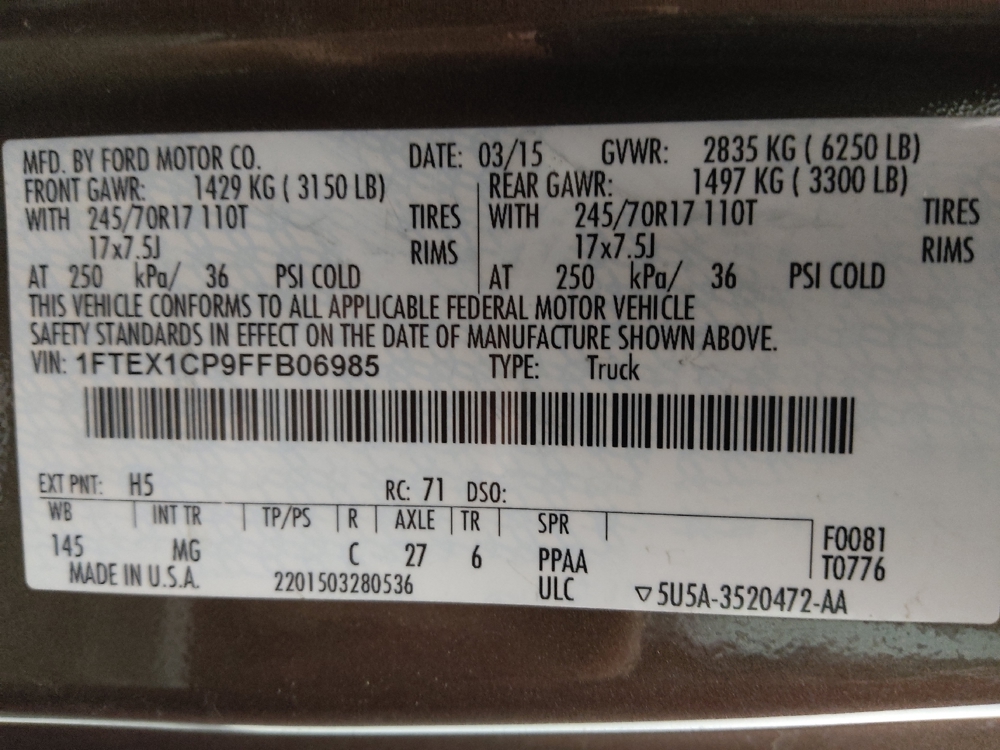 MFD. BY FORD MOTOR CO. DATE: 03/15 GVWR: 2835 KG ( 6250 LB)
FRONT GAWR: 1429 KG ( 3150 LB) REAR GAWR: 1497 KG ( 3300 LB)
WITH 245/70R17 110T TIRES WITH 245/70R17 110T TIRES
17x7.5J RIMS 17x7.5J RIMS
AT 250 kPa/ 36 PSI COLD AT 250 kPa/ 36 PSI COLD
THIS VEHICLE CONFORMS TO ALL APPLICABLE FEDERAL MOTOR VEHICLE
SAFETY STANDARDS IN EFFECT ON THE DATE OF MANUFACTURE SHOWN ABOVE.
VIN: 1FTEX1CP9FFB06985 TYPE: Truck
EXT PNT: H5 RC: 71 DSO:
WB INT TR TP/PS R AXLE TR SPR F0081
145 MG C 27 6 PPAA T0776
MADE IN U.S.A. 2201503280536 ULC ▽5U5A-3520472-AA